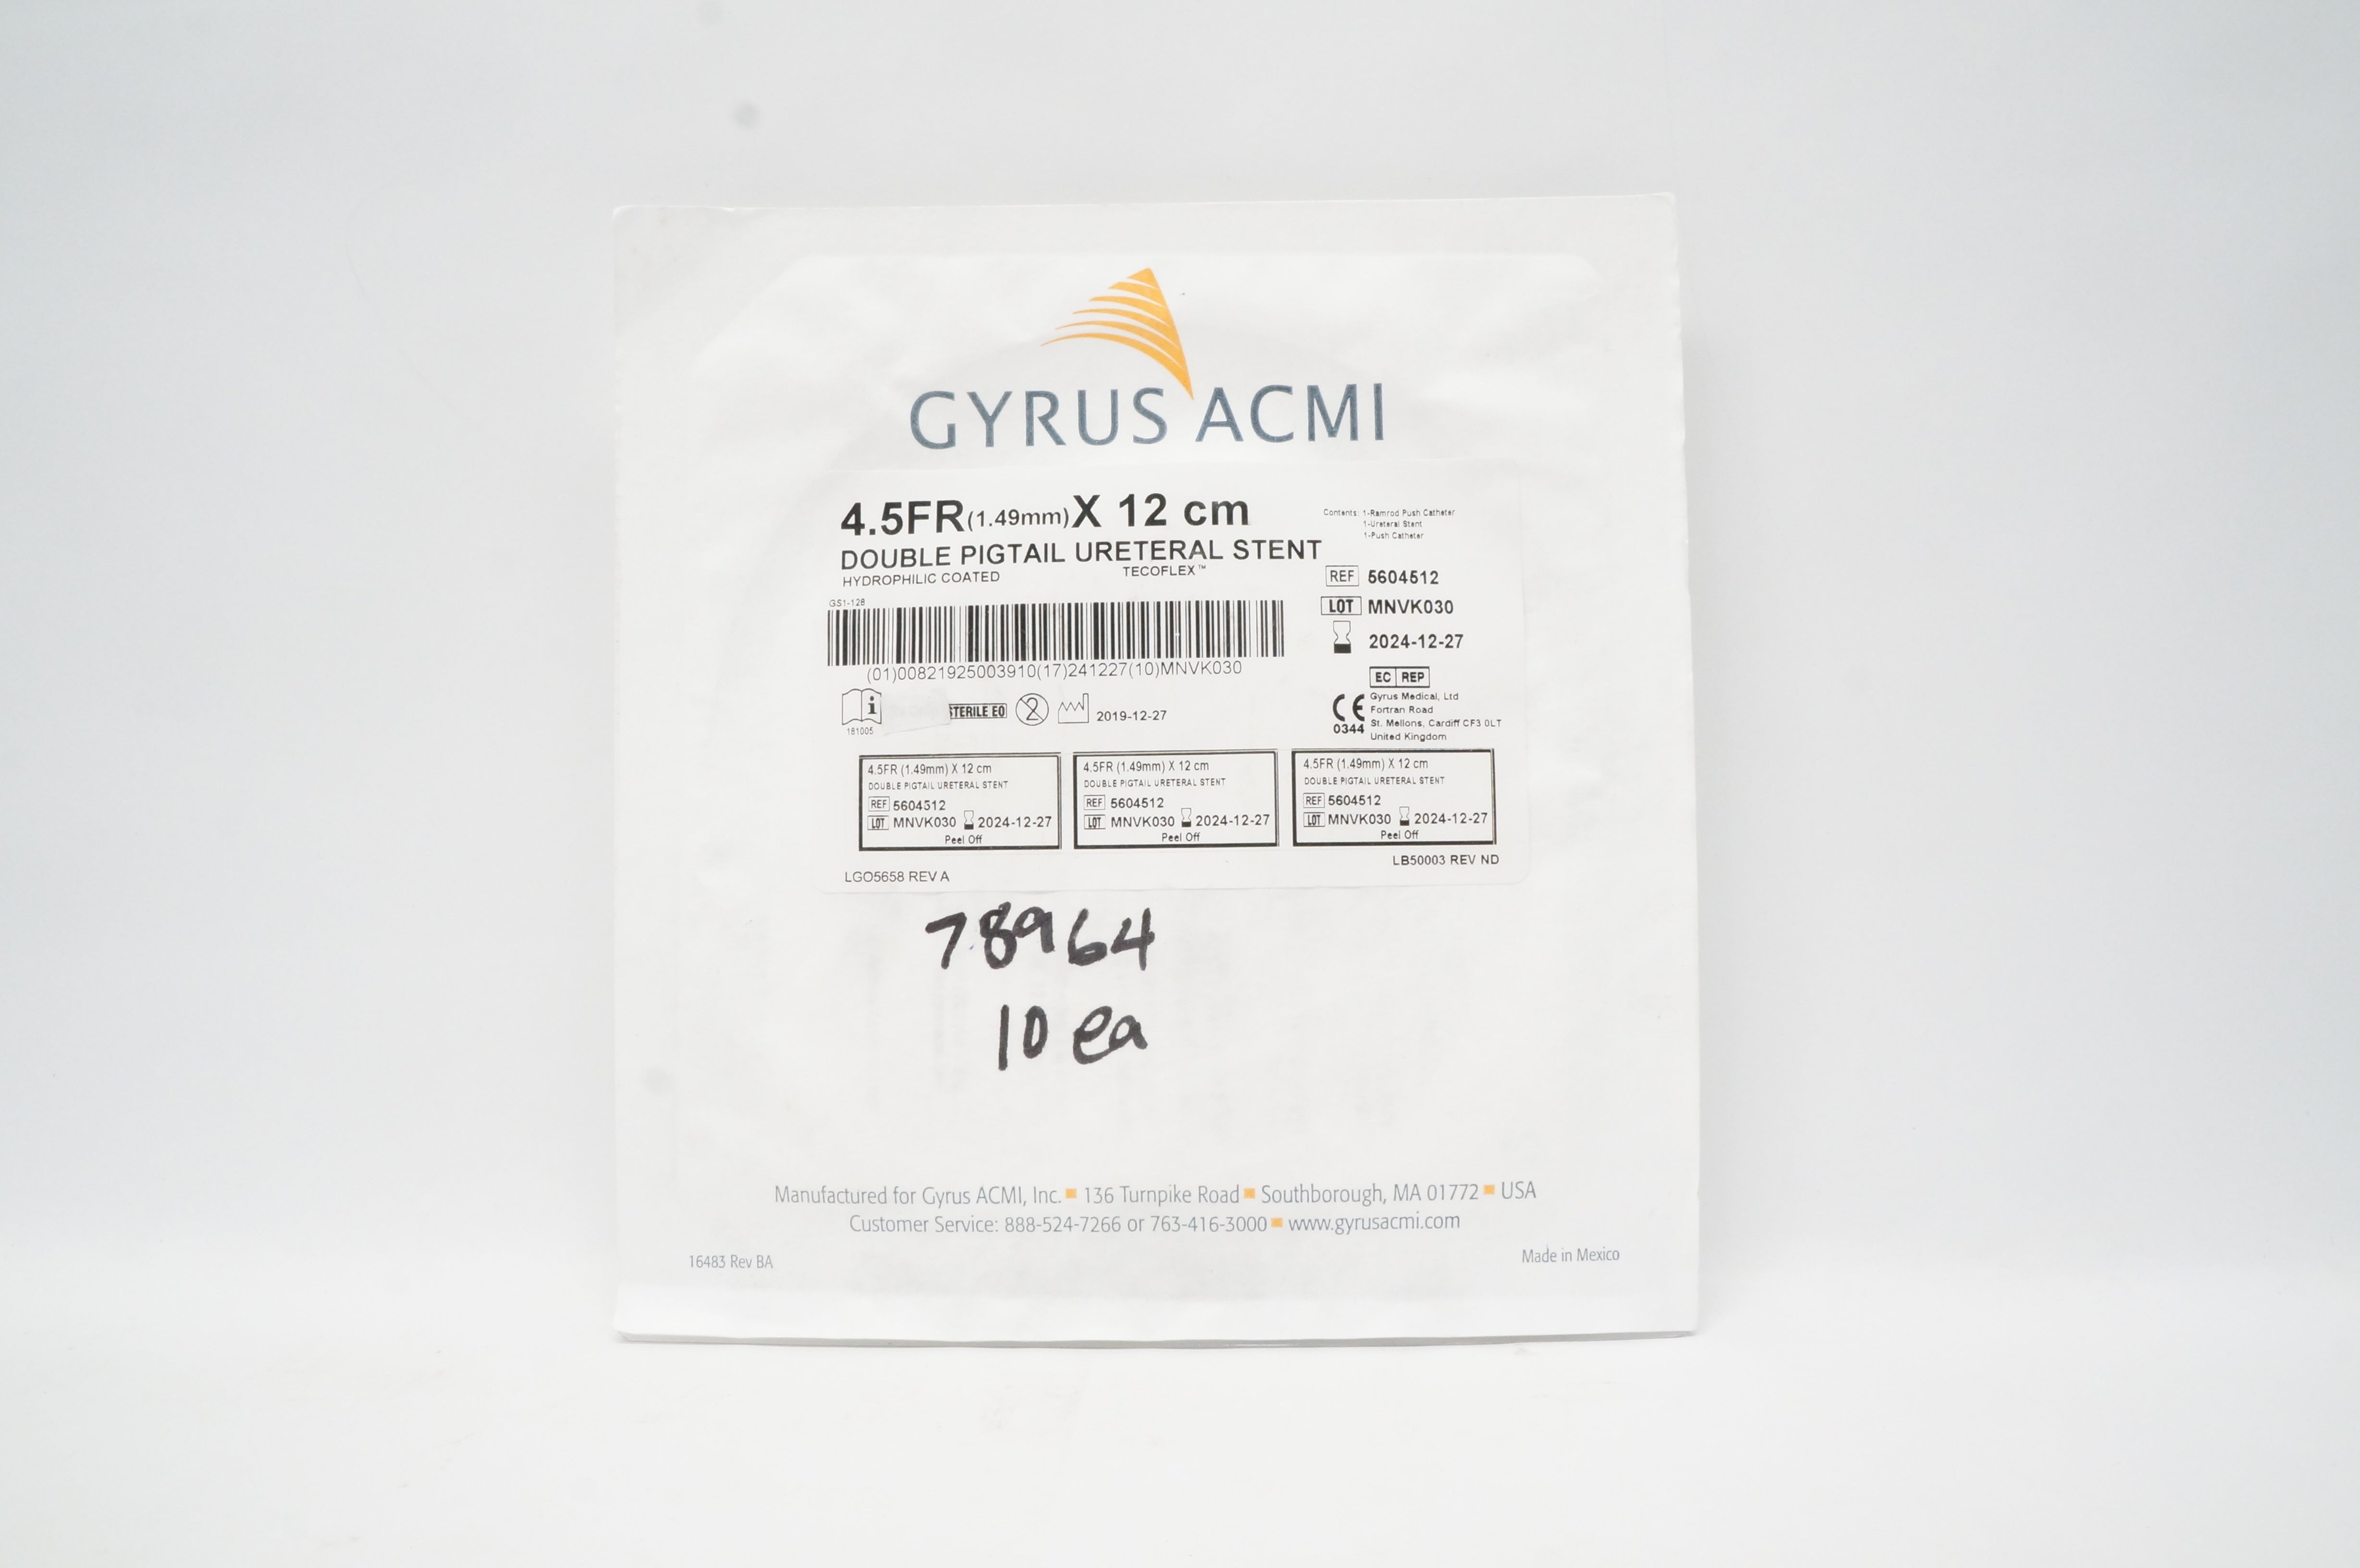 GYRUS ACMI
4.5FR(1.49mm)X 12 cm
DOUBLE PIGTAIL URETERAL STENT
HYDROPHILIC COATED TECOFLEX™
Contents: 1-Ramrod Push Catheter
1-Ureteral Stent
1-Push Catheter
REF 5604512
LOT MNVK030
2024-12-27
GS1-128
(01)00821925003910(17)241227(10)MNVK030
181005
STERILE EO
2
2019-12-27
EC REP
CE 0344
Gyrus Medical, Ltd
Fortran Road
St. Mellons, Cardiff CF3 0LT
United Kingdom
4.5FR (1.49mm) X 12 cm
DOUBLE PIGTAIL URETERAL STENT
REF 5604512
LOT MNVK030 2024-12-27
Peel Off
4.5FR (1.49mm) X 12 cm
DOUBLE PIGTAIL URETERAL STENT
REF 5604512
LOT MNVK030 2024-12-27
Peel Off
4.5FR (1.49mm) X 12 cm
DOUBLE PIGTAIL URETERAL STENT
REF 5604512
LOT MNVK030 2024-12-27
Peel Off
LGO5658 REV A
LB50003 REV ND
78964
10 ea
Manufactured for Gyrus ACMI, Inc. ▪ 136 Turnpike Road ▪ Southborough, MA 01772 ▪ USA
Customer Service: 888-524-7266 or 763-416-3000 ▪ www.gyrusacmi.com
16483 Rev BA
Made in Mexico